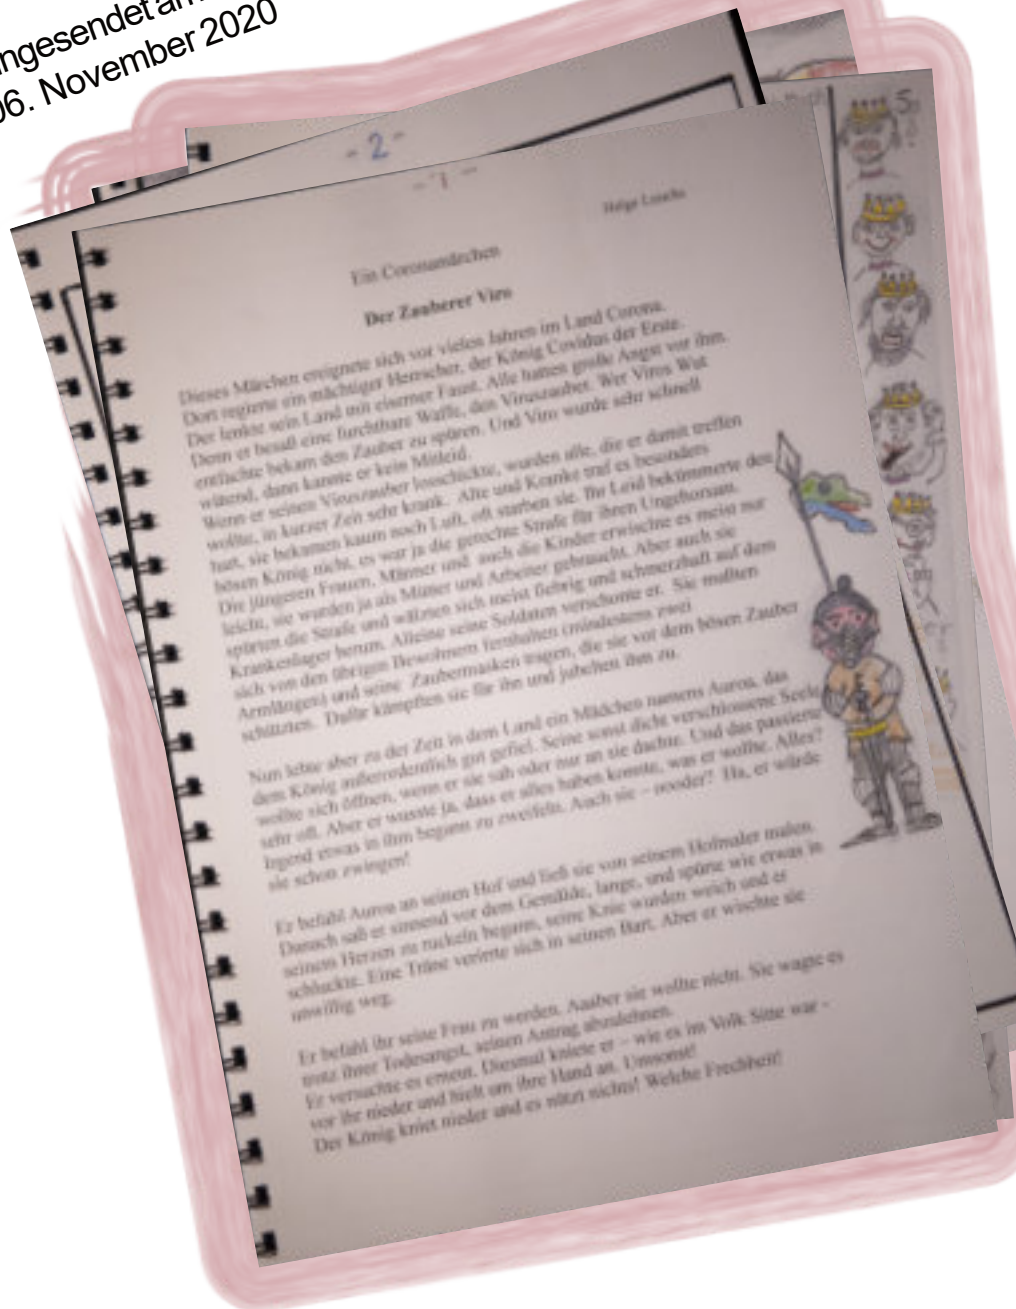 ngesendet am
06. November 2020
- 2 -
- 1 -
5
Helge
Ein Coronamärchen
Der Zauberer Viro
Dieses Märchen ereignete sich vor vielen Jahren im Land Corona.
Dort regierte ein mächtiger Herrscher, der König Covidus der Erste.
Der lenkte sein Land mit eiserner Faust. Alle hatten große Angst vor ihm.
Denn er besaß eine furchtbare Waffe, den Viruszauber. Wer Viros Wut
entfachte bekam den Zauber zu spüren. Und Viro wurde sehr schnell
wütend, dann kannte er kein Mitleid.
Wenn er seinen Viruszauber losschickte, wurden alle, die er damit treffen
wollte, in kurzer Zeit sehr krank. Alte und Kranke traf es besonders
hart, sie bekamen kaum noch Luft, oft starben sie. Ihr Leid bekümmerte den
bösen König nicht, es war ja die gerechte Strafe für ihren Ungehorsam.
Die jüngeren Frauen, Männer und auch die Kinder erwischte es meist nur
leicht, sie wurden ja als Mütter und Arbeiter gebraucht. Aber auch sie
spürten die Strafe und wälzten sich meist fiebrig und schmerzhaft auf dem
Krankenlager herum. Alleine seine Soldaten verschonte er. Sie mußten
sich von den übrigen Bewohnern fernhalten (mindestens zwei
Armlängen) und seine Zaubermasken tragen, die sie vor dem bösen Zauber
schützten. Dafür kämpften sie für ihn und jubelten ihm zu.
Nun lebte aber zu der Zeit in dem Land ein Mädchen namens Aurora, das
dem König außerordentlich gut gefiel. Seine sonst dicht verschlossene Seele
wollte sich öffnen, wenn er sie sah oder nur an sie dachte. Und das passierte
sehr oft. Aber er wusste ja, dass er alles haben konnte, was er wollte. Alles?
Irgend etwas in ihm begann zu zweifeln. Auch sie – oooder? Ha, er würde
sie schon zwingen!
Er befahl Aurora an seinen Hof und ließ sie von seinem Hofmaler malen.
Danach saß er sinnend vor dem Gemälde, lange, und spürte wie etwas in
seinem Herzen zu ruckeln begann, seine Knie wurden weich und er
schluckte. Eine Träne verirrte sich in seinen Bart. Aber er wischte sie
unwillig weg.
Er befahl ihr seine Frau zu werden. Aaaber sie wollte nicht. Sie wagte es
trotz ihrer Todesangst, seinen Antrag abzulehnen.
Er versuchte es erneut. Diesmal kniete er – wie es im Volk Sitte war –
vor ihr nieder und hielt um ihre Hand an. Umsonst!
Der König kniet nieder und es nützt nichts! Welche Frechheit!